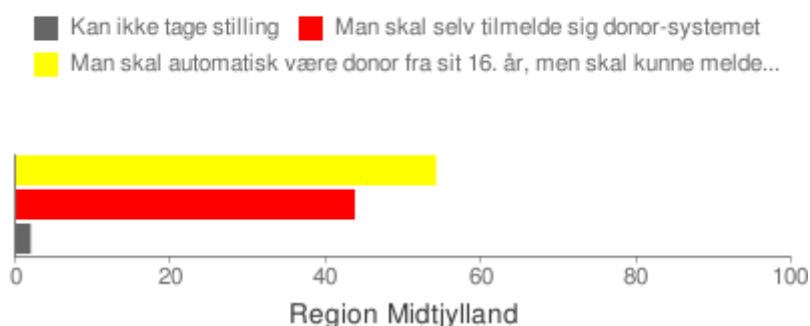 Kan ikke tage stilling Man skal selv tilmelde sig donor-systemet
Man skal automatisk være donor fra sit 16. år, men skal kunne melde...
0 20 40 60 80 100
Region Midtjylland